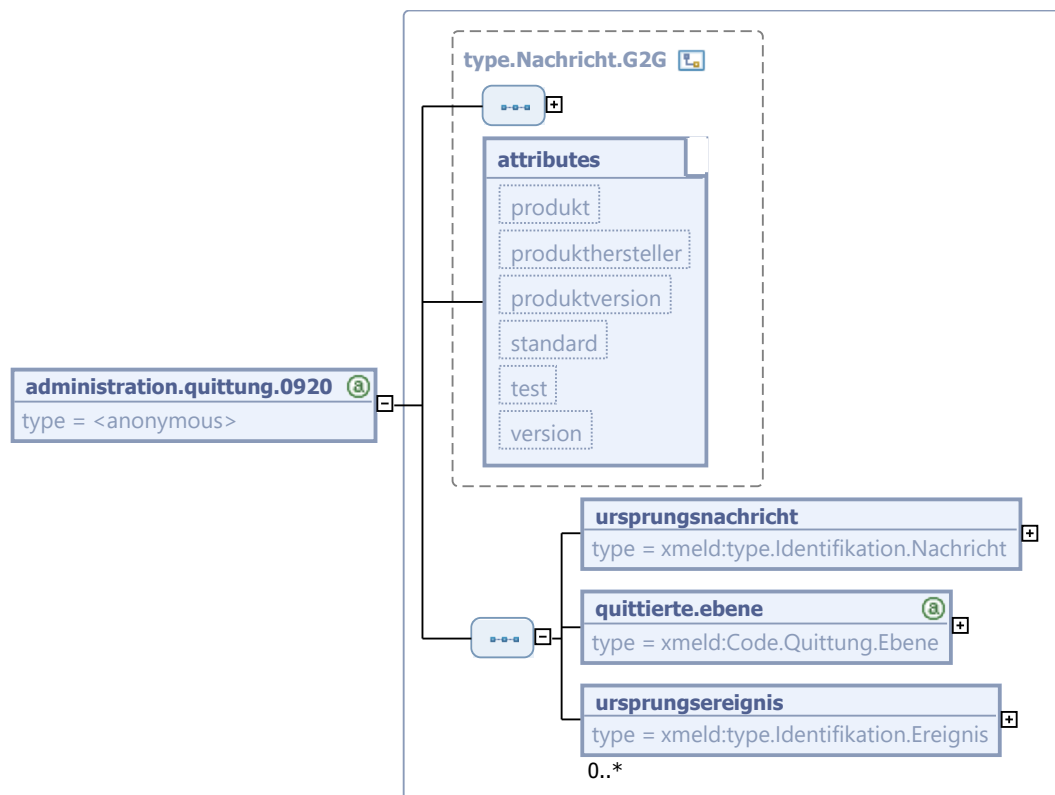 type.Nachricht.G2G
attributes
produkt
produkthersteller
produktversion
standard
test
version
administration.quittung.0920
type = <anonymous>
ursprungsnachricht
type = xmeld:type.Identifikation.Nachricht
quittierte.ebene
type = xmeld:Code.Quittung.Ebene
ursprungsereignis
type = xmeld:type.Identifikation.Ereignis
0..*